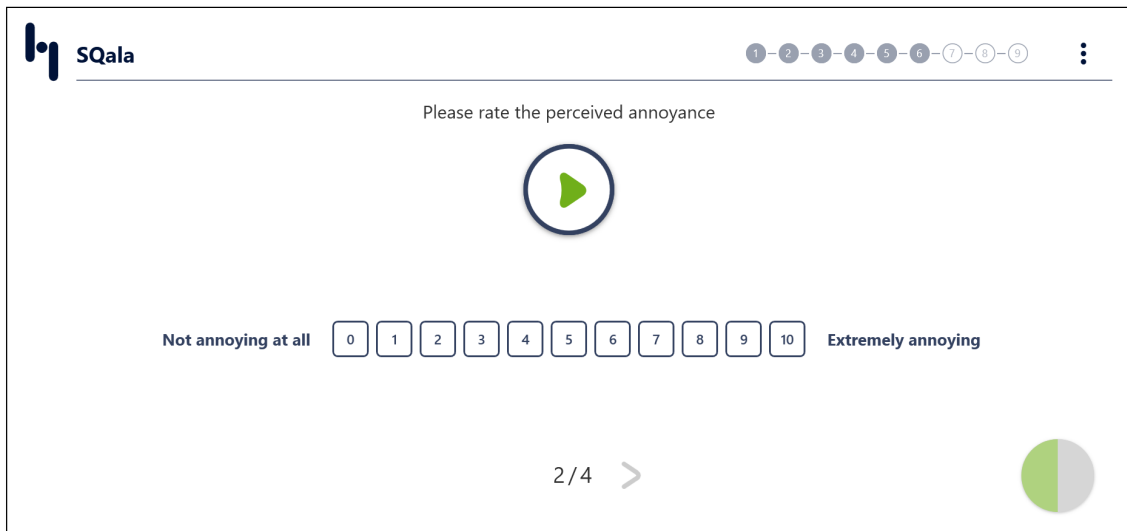 SQala
1 2 3 4 5 6 7 8 9
Please rate the perceived annoyance
Not annoying at all 0 1 2 3 4 5 6 7 8 9 10 Extremely annoying
2/4